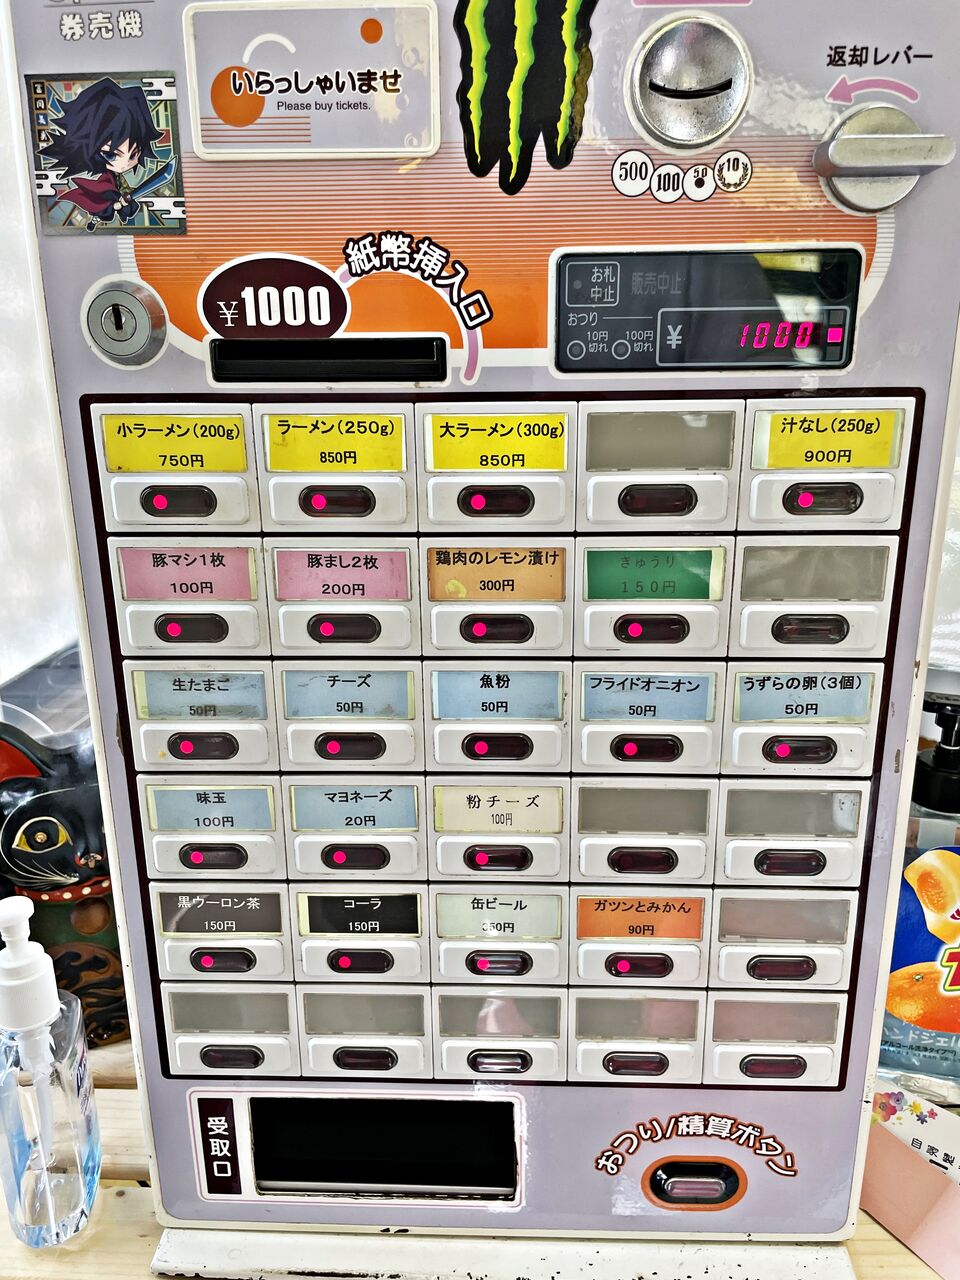 券売機
いらっしゃいませ
Please buy tickets.
返却レバー
500 100 50 10
紙幣挿入口
¥1000
お札中止
販売中止
おつり
10円切れ
100円切れ
¥ 1000
小ラーメン(200g)
750円
ラーメン(250g)
850円
大ラーメン(300g)
850円
汁なし(250g)
900円
豚マシ1枚
100円
豚まし2枚
200円
鶏肉のレモン漬け
300円
きゅうり
150円
生たまご
50円
チーズ
50円
魚粉
50円
フライドオニオン
50円
うずらの卵(3個)
50円
味玉
100円
マヨネーズ
20円
粉チーズ
100円
黒ウーロン茶
150円
コーラ
150円
缶ビール
350円
ガツンとみかん
90円
受取口
おつり/精算ボタン
自家製